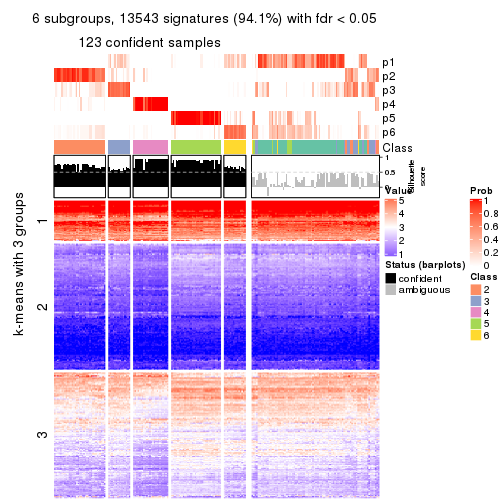 6 subgroups, 13543 signatures (94.1%) with fdr < 0.05
123 confident samples
p1
p2
p3
p4
p5
p6
Class
1
0.5
0
Silhouette
score
k-means with 3 groups
1
2
3
Value
5
4
3
2
1
Status (barplots)
confident
ambiguous
Prob
1
0.8
0.6
0.4
0.2
0
Class
2
3
4
5
6